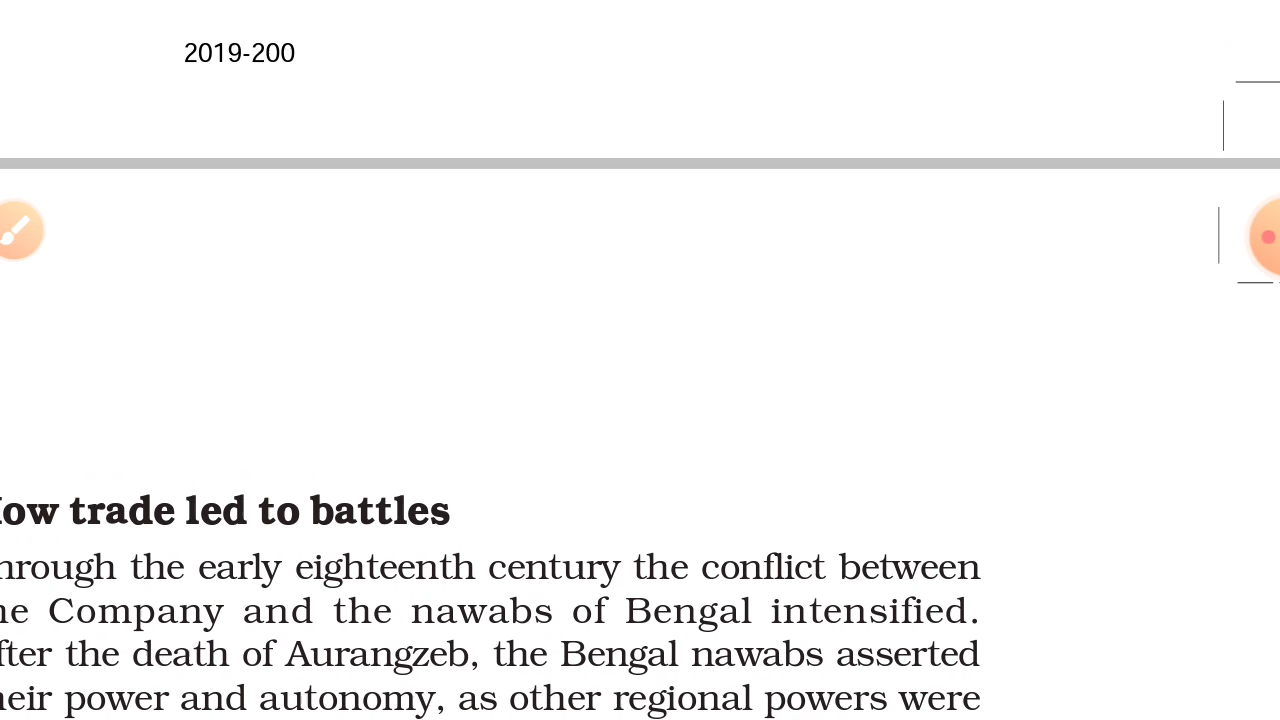 2019-200
How trade led to battles
hrough the early eighteenth century the conflict between
he Company and the nawabs of Bengal intensified.
fter the death of Aurangzeb, the Bengal nawabs asserted
heir power and autonomy, as other regional powers were